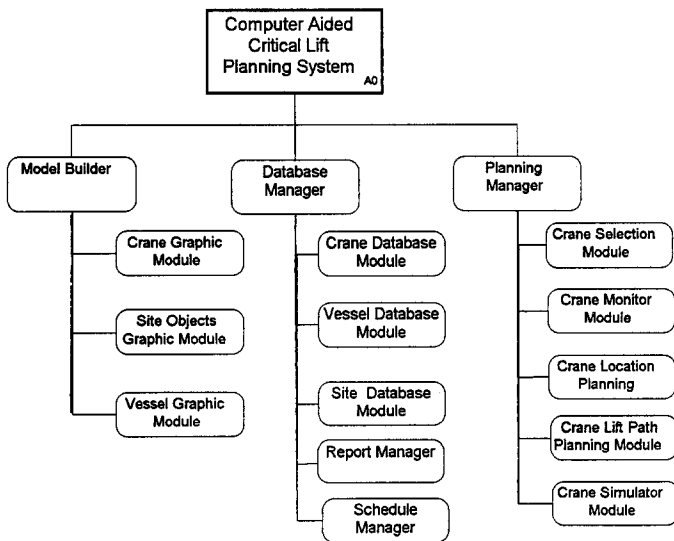 Computer Aided
Critical Lift
Planning System
A0
Model Builder
Crane Graphic
Module
Site Objects
Graphic Module
Vessel Graphic
Module
Database
Manager
Crane Database
Module
Vessel Database
Module
Site Database
Module
Report Manager
Schedule
Manager
Planning
Manager
Crane Selection
Module
Crane Monitor
Module
Crane Location
Planning
Crane Lift Path
Planning Module
Crane Simulator
Module